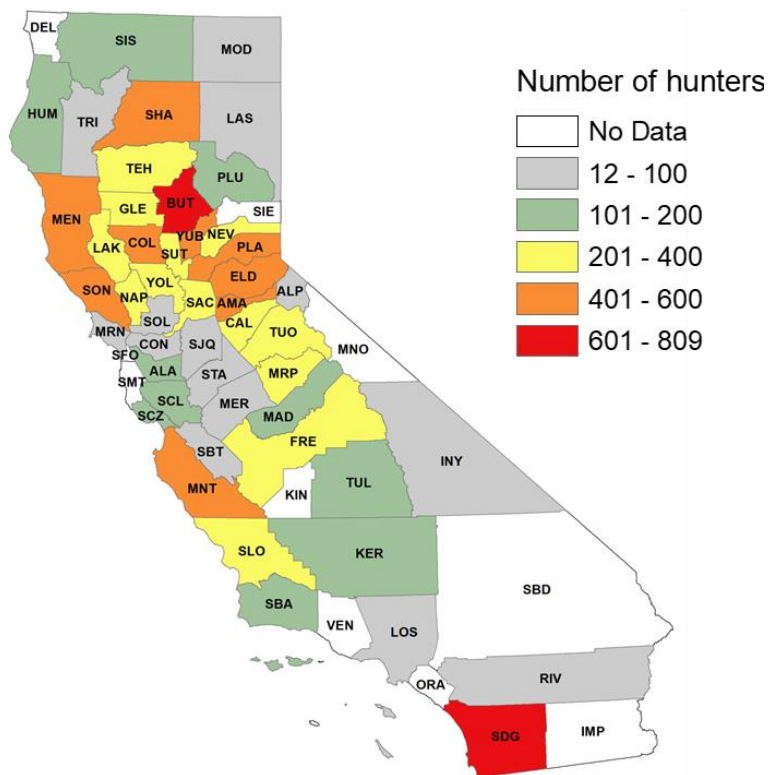 Number of hunters
No Data
12 - 100
101 - 200
201 - 400
401 - 600
601 - 809
DEL
SIS
MOD
HUM
TRI
SHA
LAS
TEH
PLU
MEN
GLE
BUT
SIE
LAK
COL
SUT
YUB
NEV
PLA
SON
NAP
YOL
SAC
ELD
AMA
ALP
MRN
SOL
CAL
TUO
MNO
SFO
CON
SJQ
SMT
ALA
STA
MRP
SCL
MER
SCZ
MAD
SBT
FRE
INY
MNT
KIN
TUL
SLO
KER
SBD
SBA
VEN
LOS
ORA
RIV
SDG
IMP